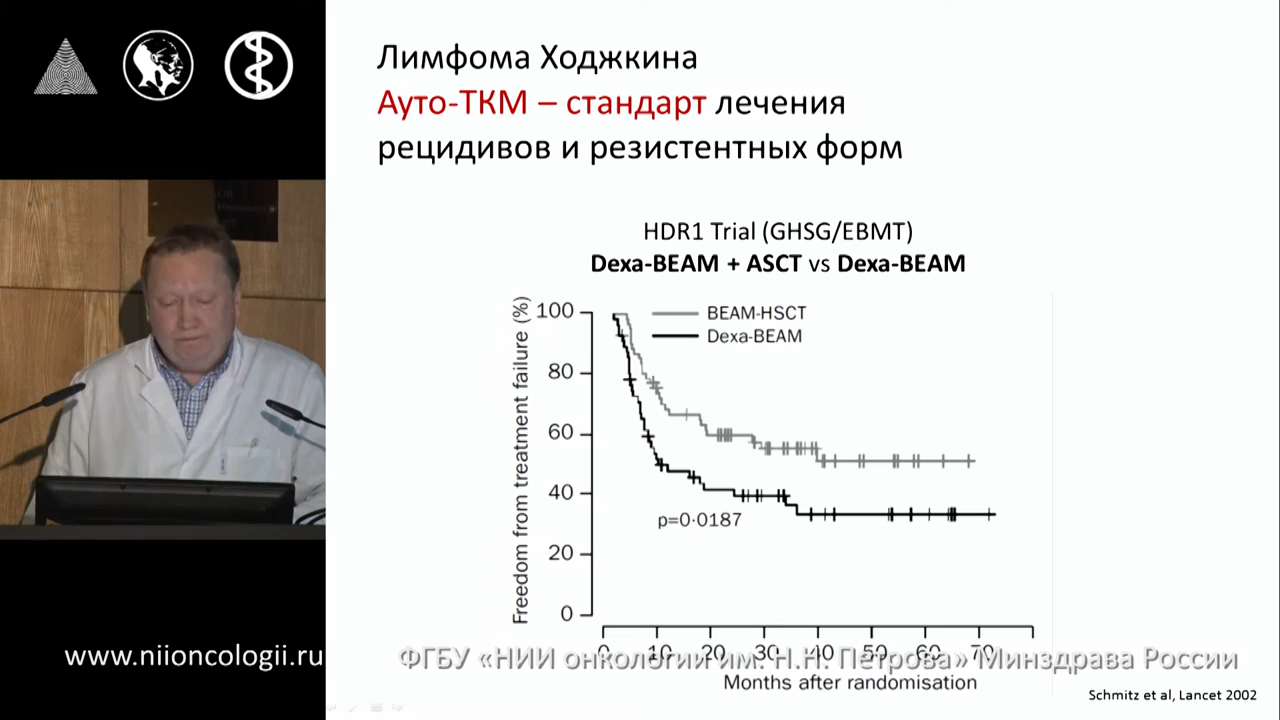 Лимфома Ходжкина
Ауто-ТКМ – стандарт лечения
рецидивов и резистентных форм
HDR1 Trial (GHSG/EBMT)
Dexa-BEAM + ASCT vs Dexa-BEAM
Freedom from treatment failure (%)
100
80
60
40
20
0
BEAM-HSCT
Dexa-BEAM
p=0·0187
0 10 20 30 40 50 60 70
Months after randomisation
www.niioncologii.ru
ФГБУ «НИИ онкологии им. Н.Н. Петрова» Минздрава России
Schmitz et al, Lancet 2002